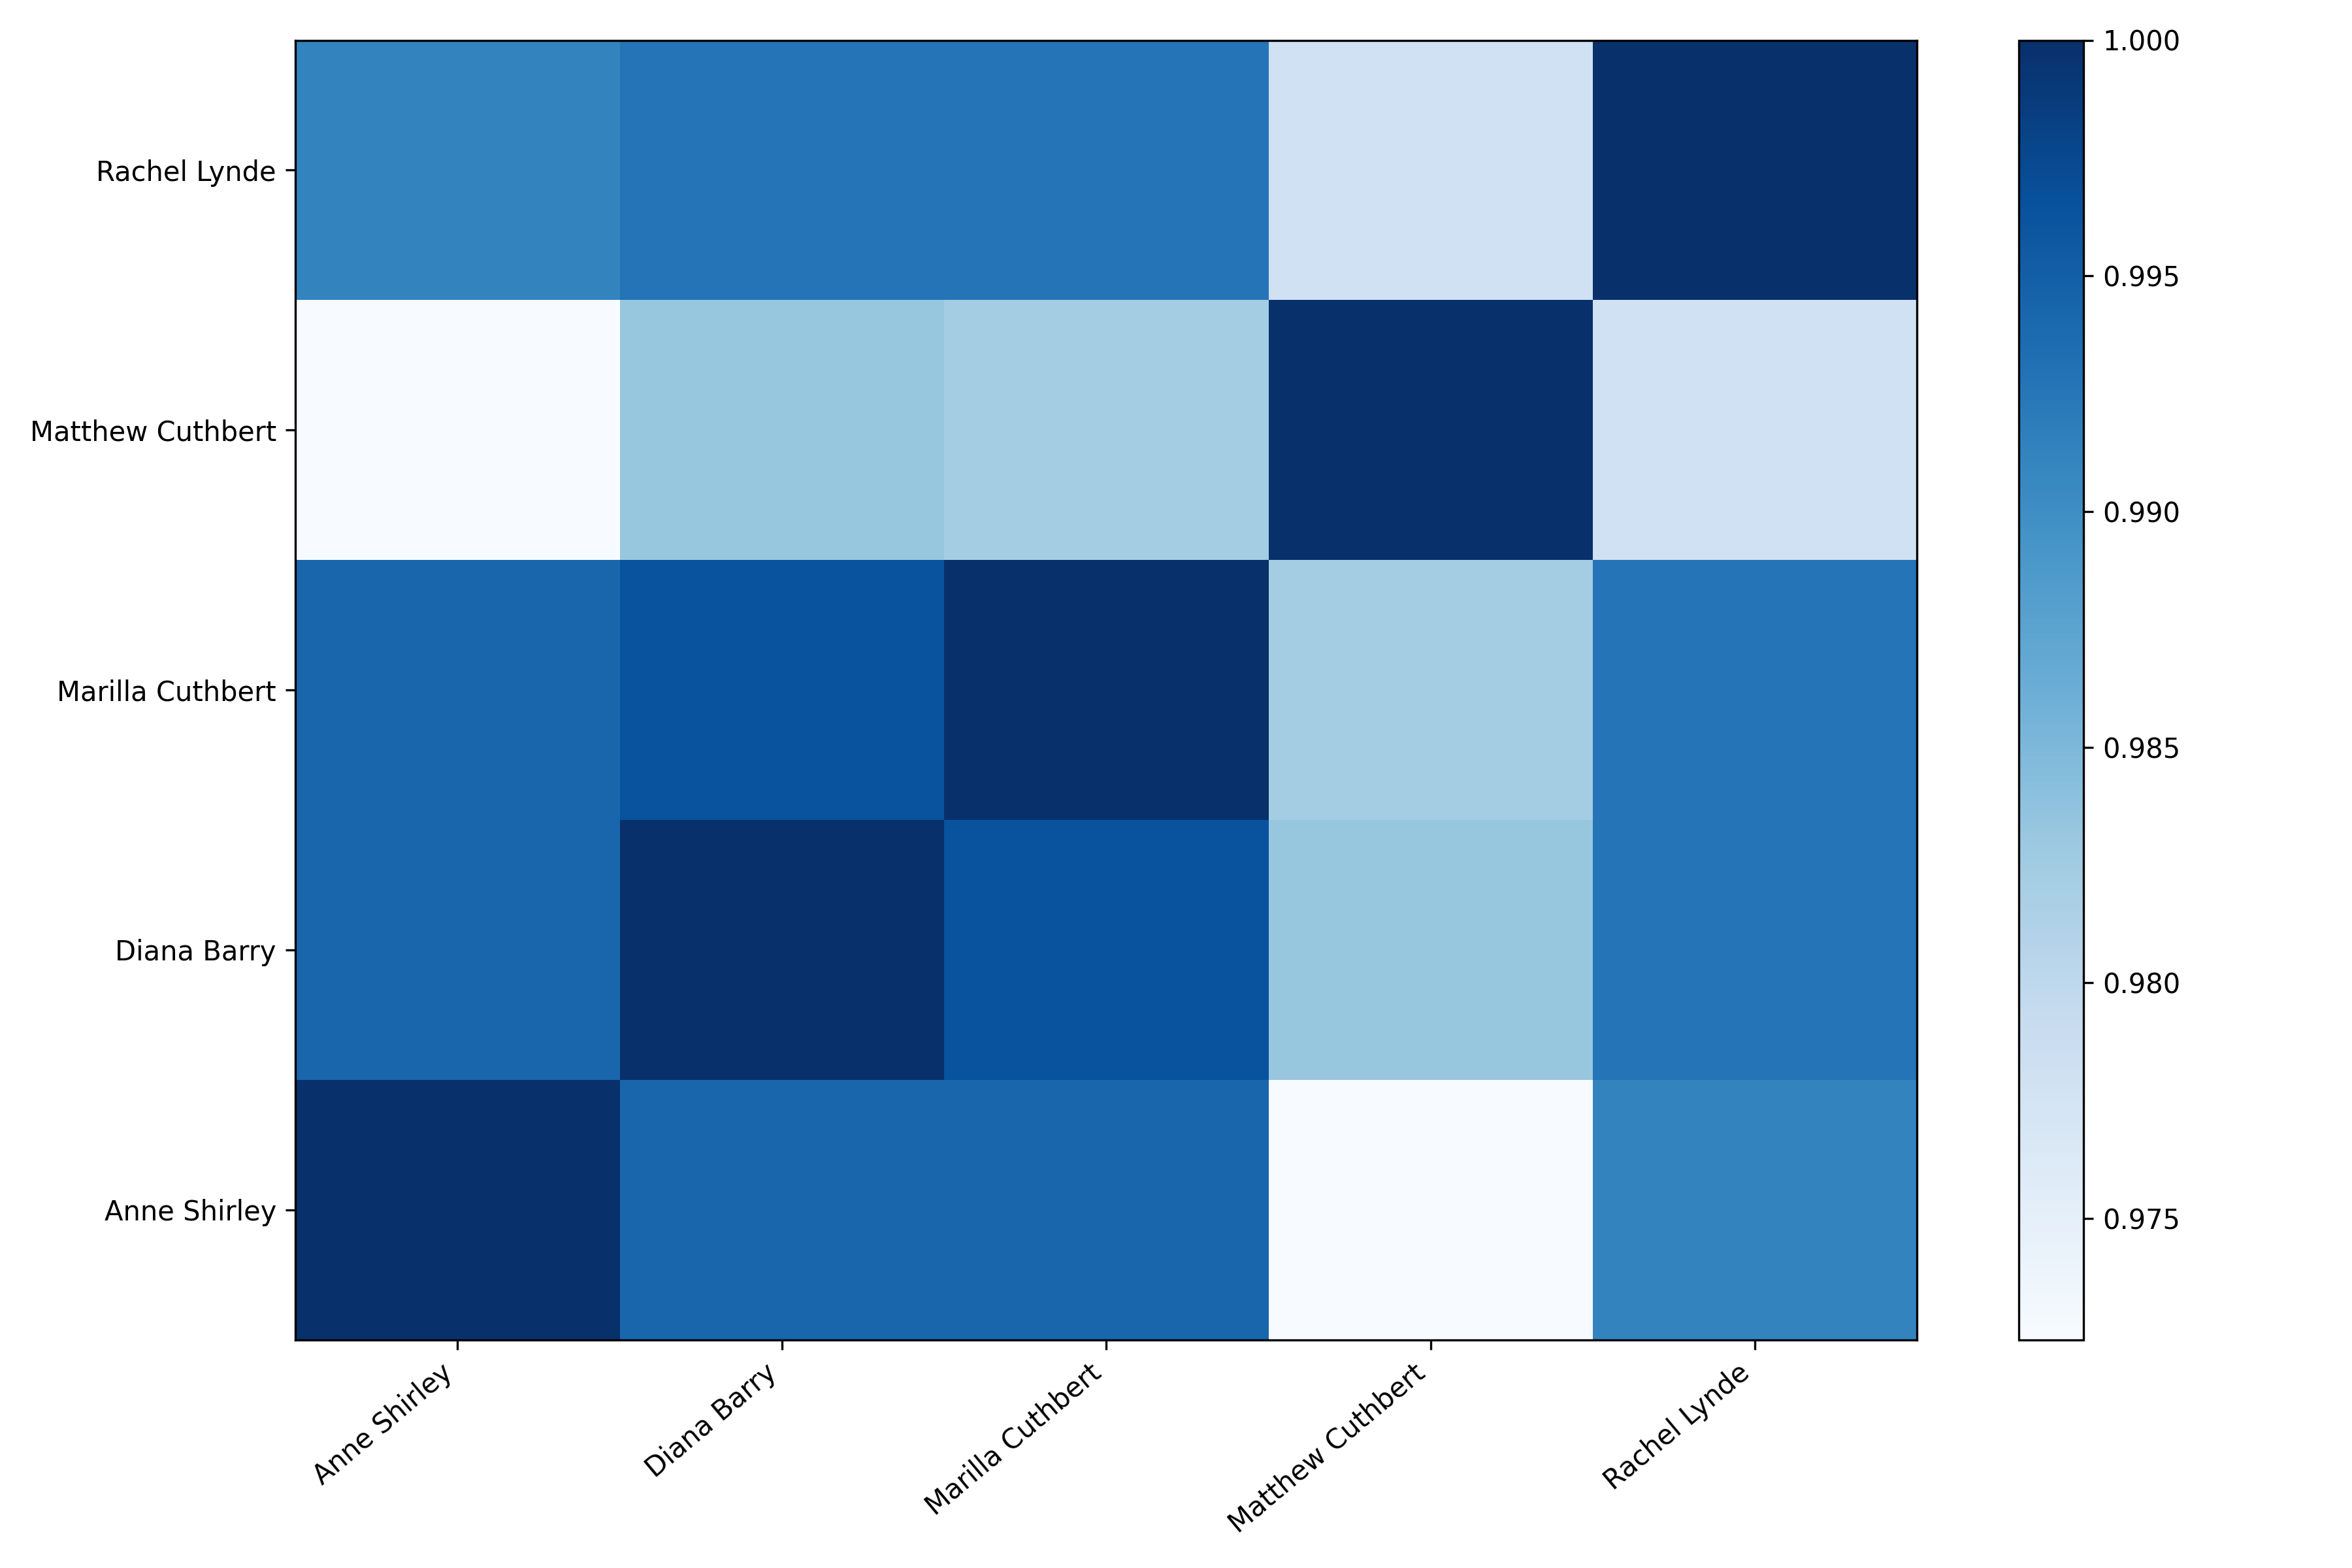 Rachel Lynde
Matthew Cuthbert
Marilla Cuthbert
Diana Barry
Anne Shirley
Anne Shirley
Diana Barry
Marilla Cuthbert
Matthew Cuthbert
Rachel Lynde
1.000
0.995
0.990
0.985
0.980
0.975